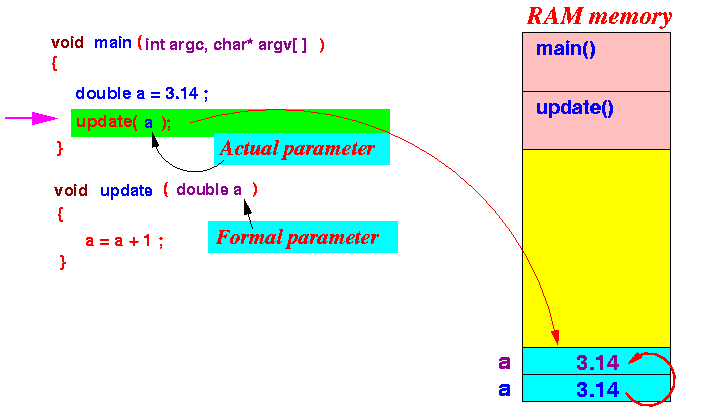 RAM memory
void main ( int argc, char* argv[ ] )
{
double a = 3.14 ;
update( a );
Actual parameter
}
void update ( double a )
{
Formal parameter
a = a + 1 ;
}
main()
update()
a 3.14
a 3.14